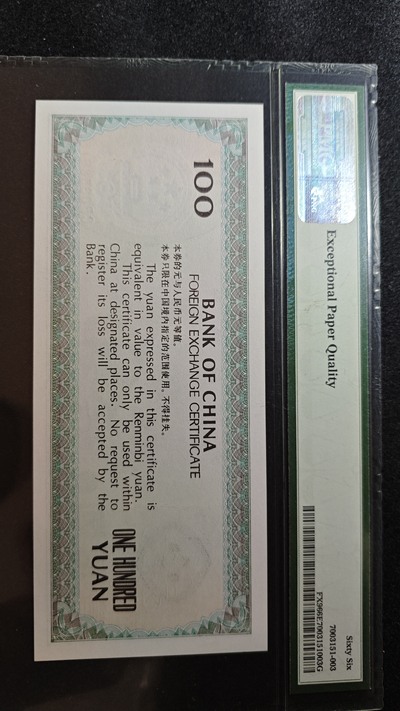 Exceptional Paper Quality
Sixty Six
7003151-003
FX966E7003151003G
PMG
100
BANK OF CHINA
FOREIGN EXCHANGE CERTIFICATE
本券的元与人民币元等值。
本券只限在中国境内指定的范围使用，不得挂失。
The yuan expressed in this certificate is
equivalent in value to the Renminbi yuan.
This certificate can only be used within
China at designated places. No request to
register its loss will be accepted by the
Bank.
ONE HUNDRED
YUAN